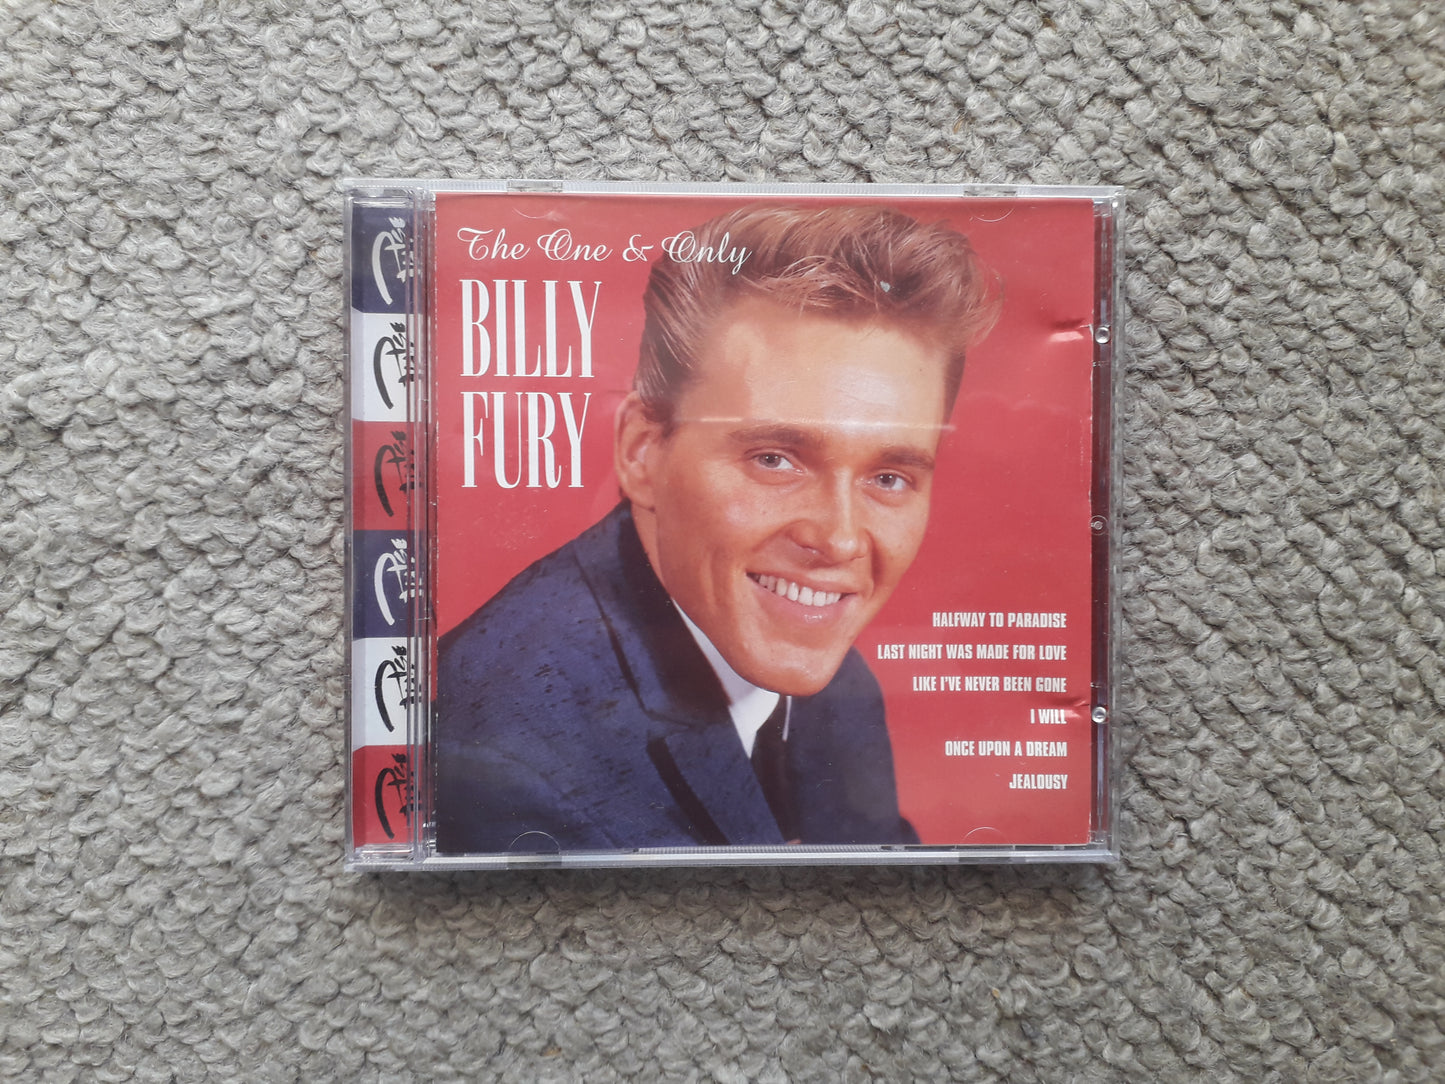 The One & Only
BILLY
FURY
HALFWAY TO PARADISE
LAST NIGHT WAS MADE FOR LOVE
LIKE I'VE NEVER BEEN GONE
I WILL
ONCE UPON A DREAM
JEALOUSY